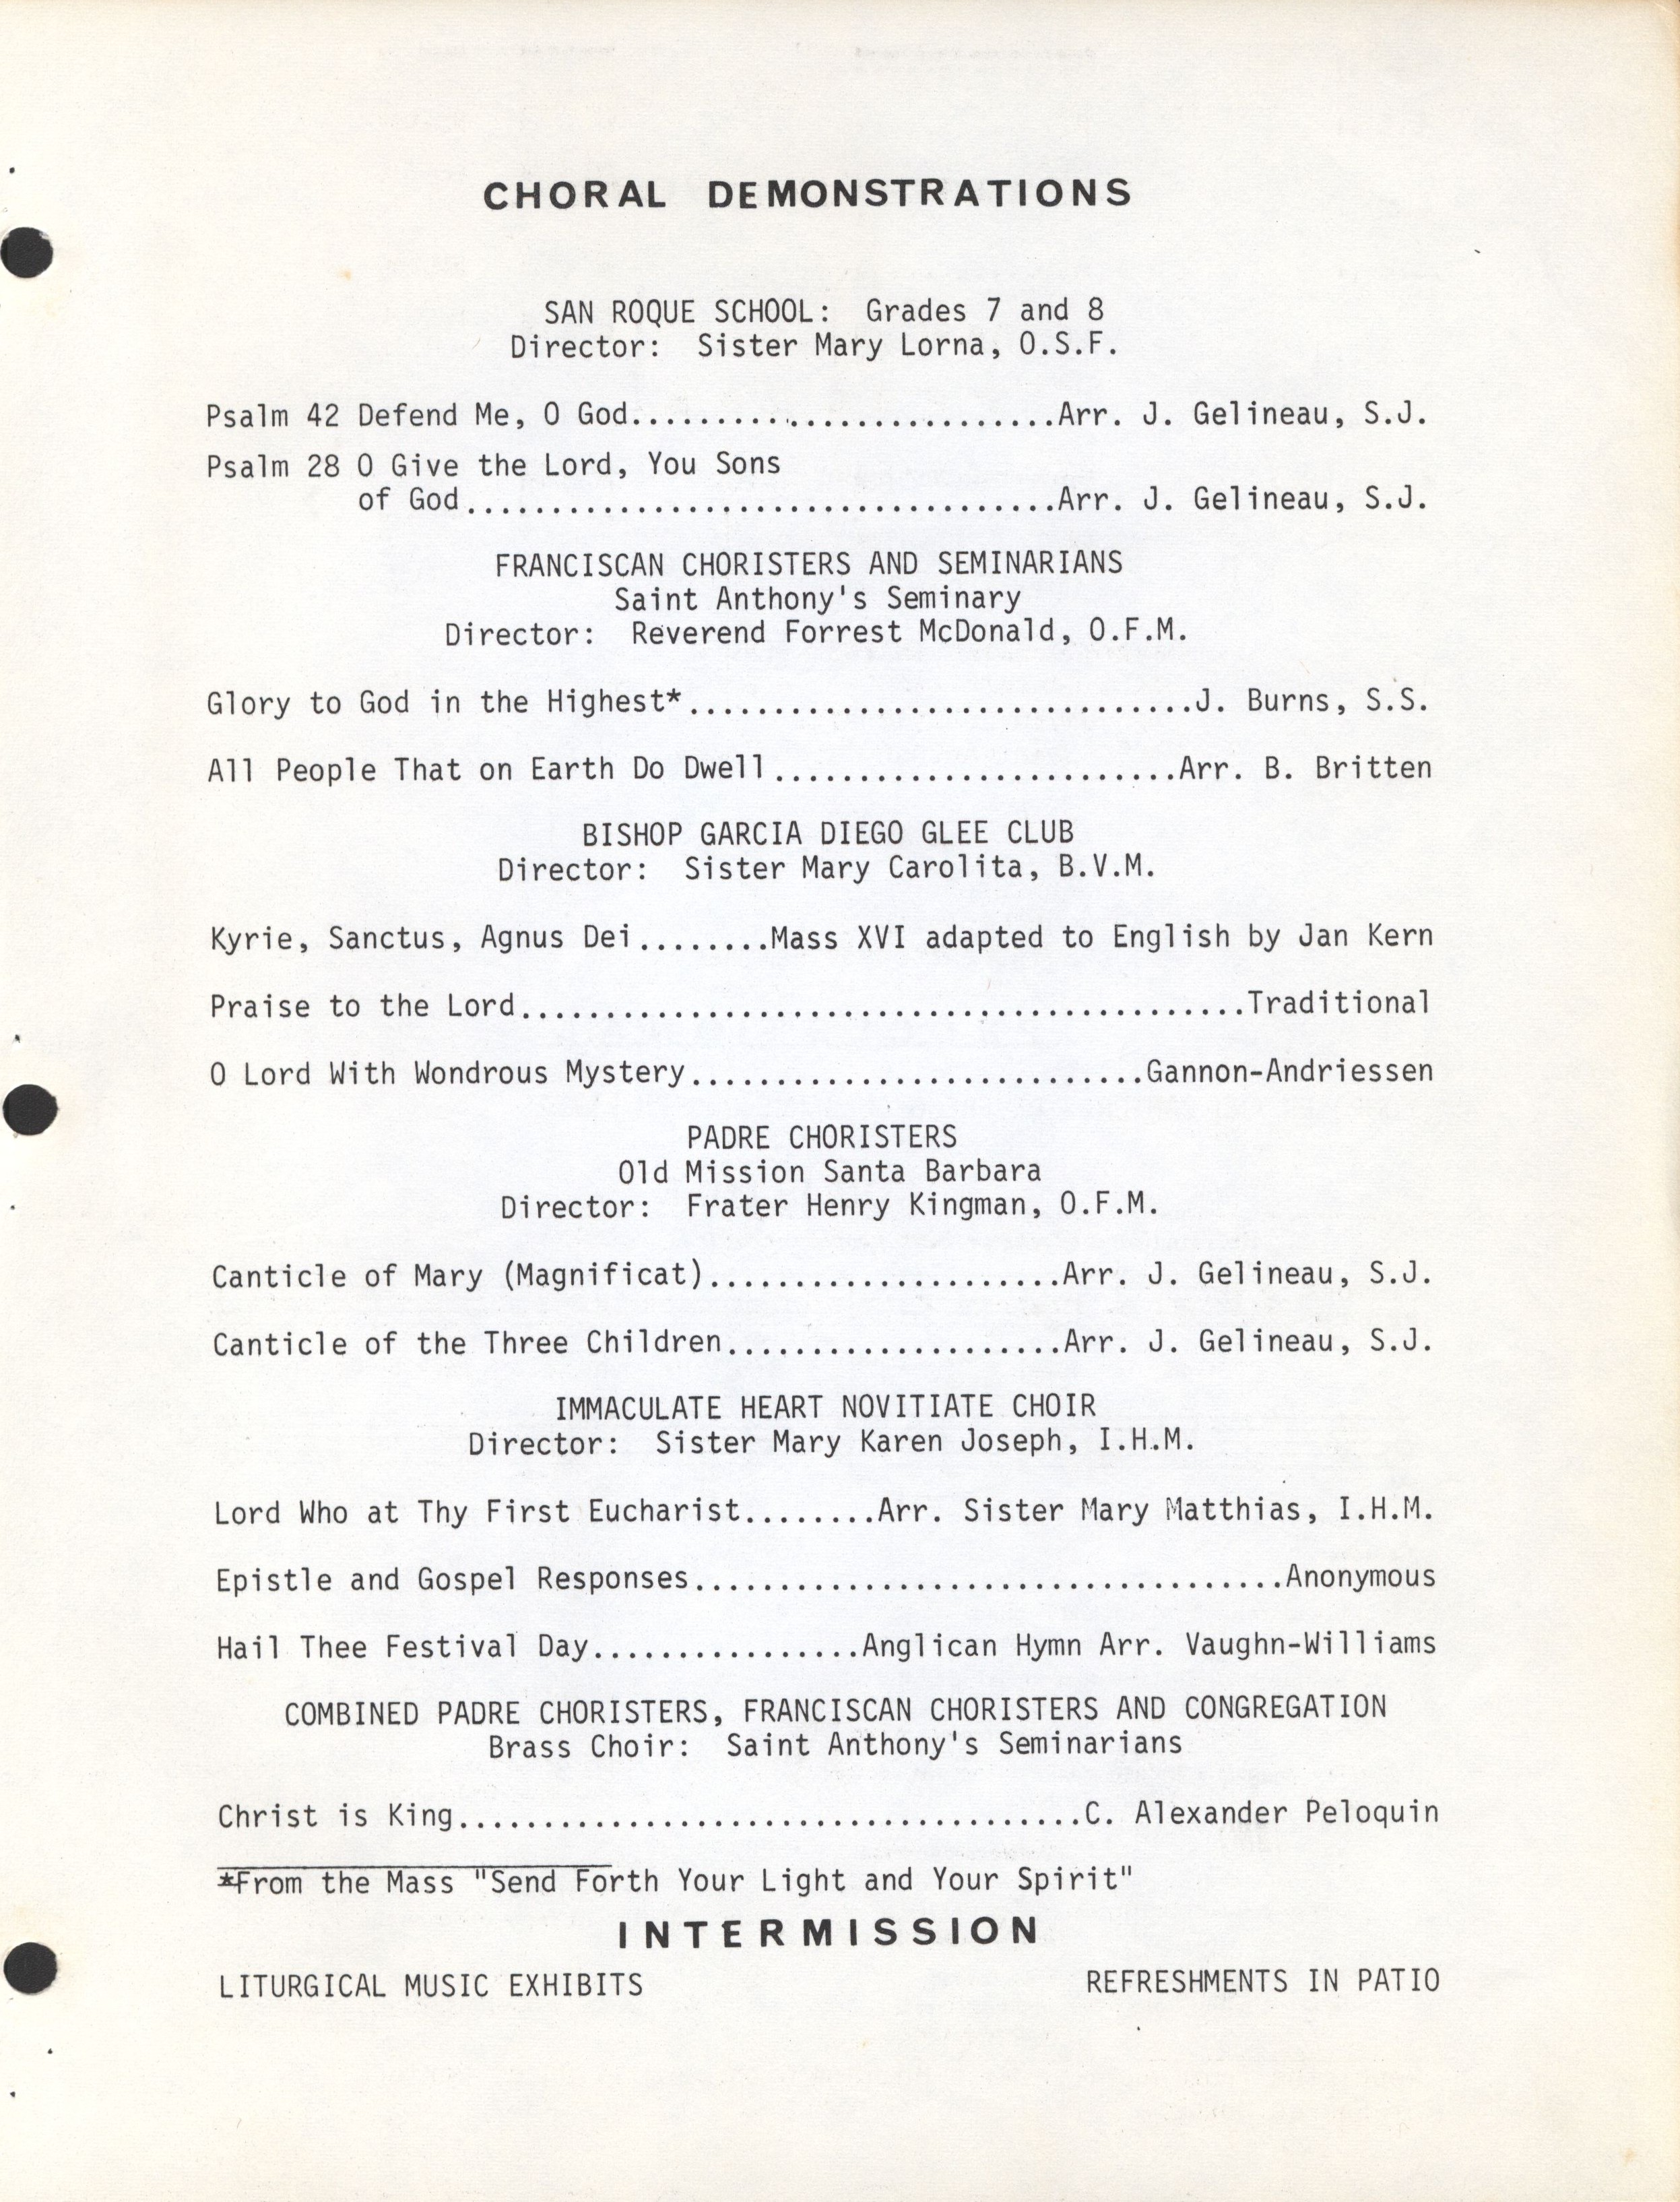 CHORAL DEMONSTRATIONS
SAN ROQUE SCHOOL: Grades 7 and 8
Director: Sister Mary Lorna, O.S.F.
Psalm 42 Defend Me, O God.........................Arr. J. Gelineau, S.J.
Psalm 28 O Give the Lord, You Sons
of God...................................Arr. J. Gelineau, S.J.
FRANCISCAN CHORISTERS AND SEMINARIANS
Saint Anthony's Seminary
Director: Reverend Forrest McDonald, O.F.M.
Glory to God in the Highest*..............................J. Burns, S.S.
All People That on Earth Do Dwell........................Arr. B. Britten
BISHOP GARCIA DIEGO GLEE CLUB
Director: Sister Mary Carolita, B.V.M.
Kyrie, Sanctus, Agnus Dei........Mass XVI adapted to English by Jan Kern
Praise to the Lord...........................................Traditional
O Lord With Wondrous Mystery...........................Gannon-Andriessen
PADRE CHORISTERS
Old Mission Santa Barbara
Director: Frater Henry Kingman, O.F.M.
Canticle of Mary (Magnificat).....................Arr. J. Gelineau, S.J.
Canticle of the Three Children....................Arr. J. Gelineau, S.J.
IMMACULATE HEART NOVITIATE CHOIR
Director: Sister Mary Karen Joseph, I.H.M.
Lord Who at Thy First Eucharist........Arr. Sister Mary Matthias, I.H.M.
Epistle and Gospel Responses...................................Anonymous
Hail Thee Festival Day................Anglican Hymn Arr. Vaughn-Williams
COMBINED PADRE CHORISTERS, FRANCISCAN CHORISTERS AND CONGREGATION
Brass Choir: Saint Anthony's Seminarians
Christ is King.....................................C. Alexander Peloquin
*From the Mass "Send Forth Your Light and Your Spirit"
INTERMISSION
LITURGICAL MUSIC EXHIBITS REFRESHMENTS IN PATIO